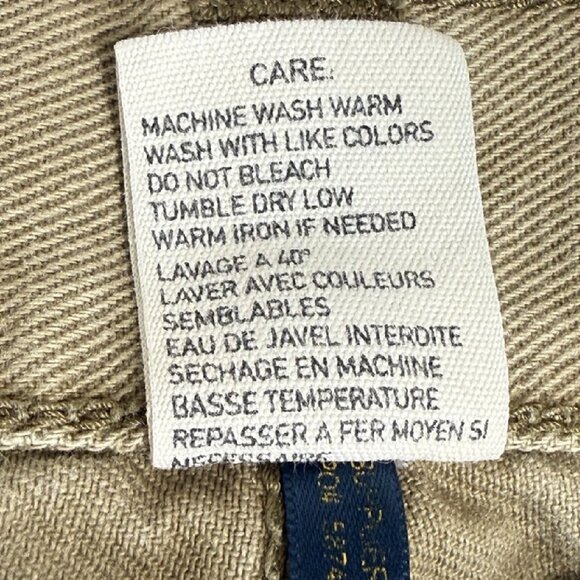 CARE:
MACHINE WASH WARM
WASH WITH LIKE COLORS
DO NOT BLEACH
TUMBLE DRY LOW
WARM IRON IF NEEDED
LAVAGE A 40°
LAVER AVEC COULEURS
SEMBLABLES
EAU DE JAVEL INTERDITE
SECHAGE EN MACHINE
BASSE TEMPERATURE
REPASSER A FER MOYEN SI
NECESSAIRE